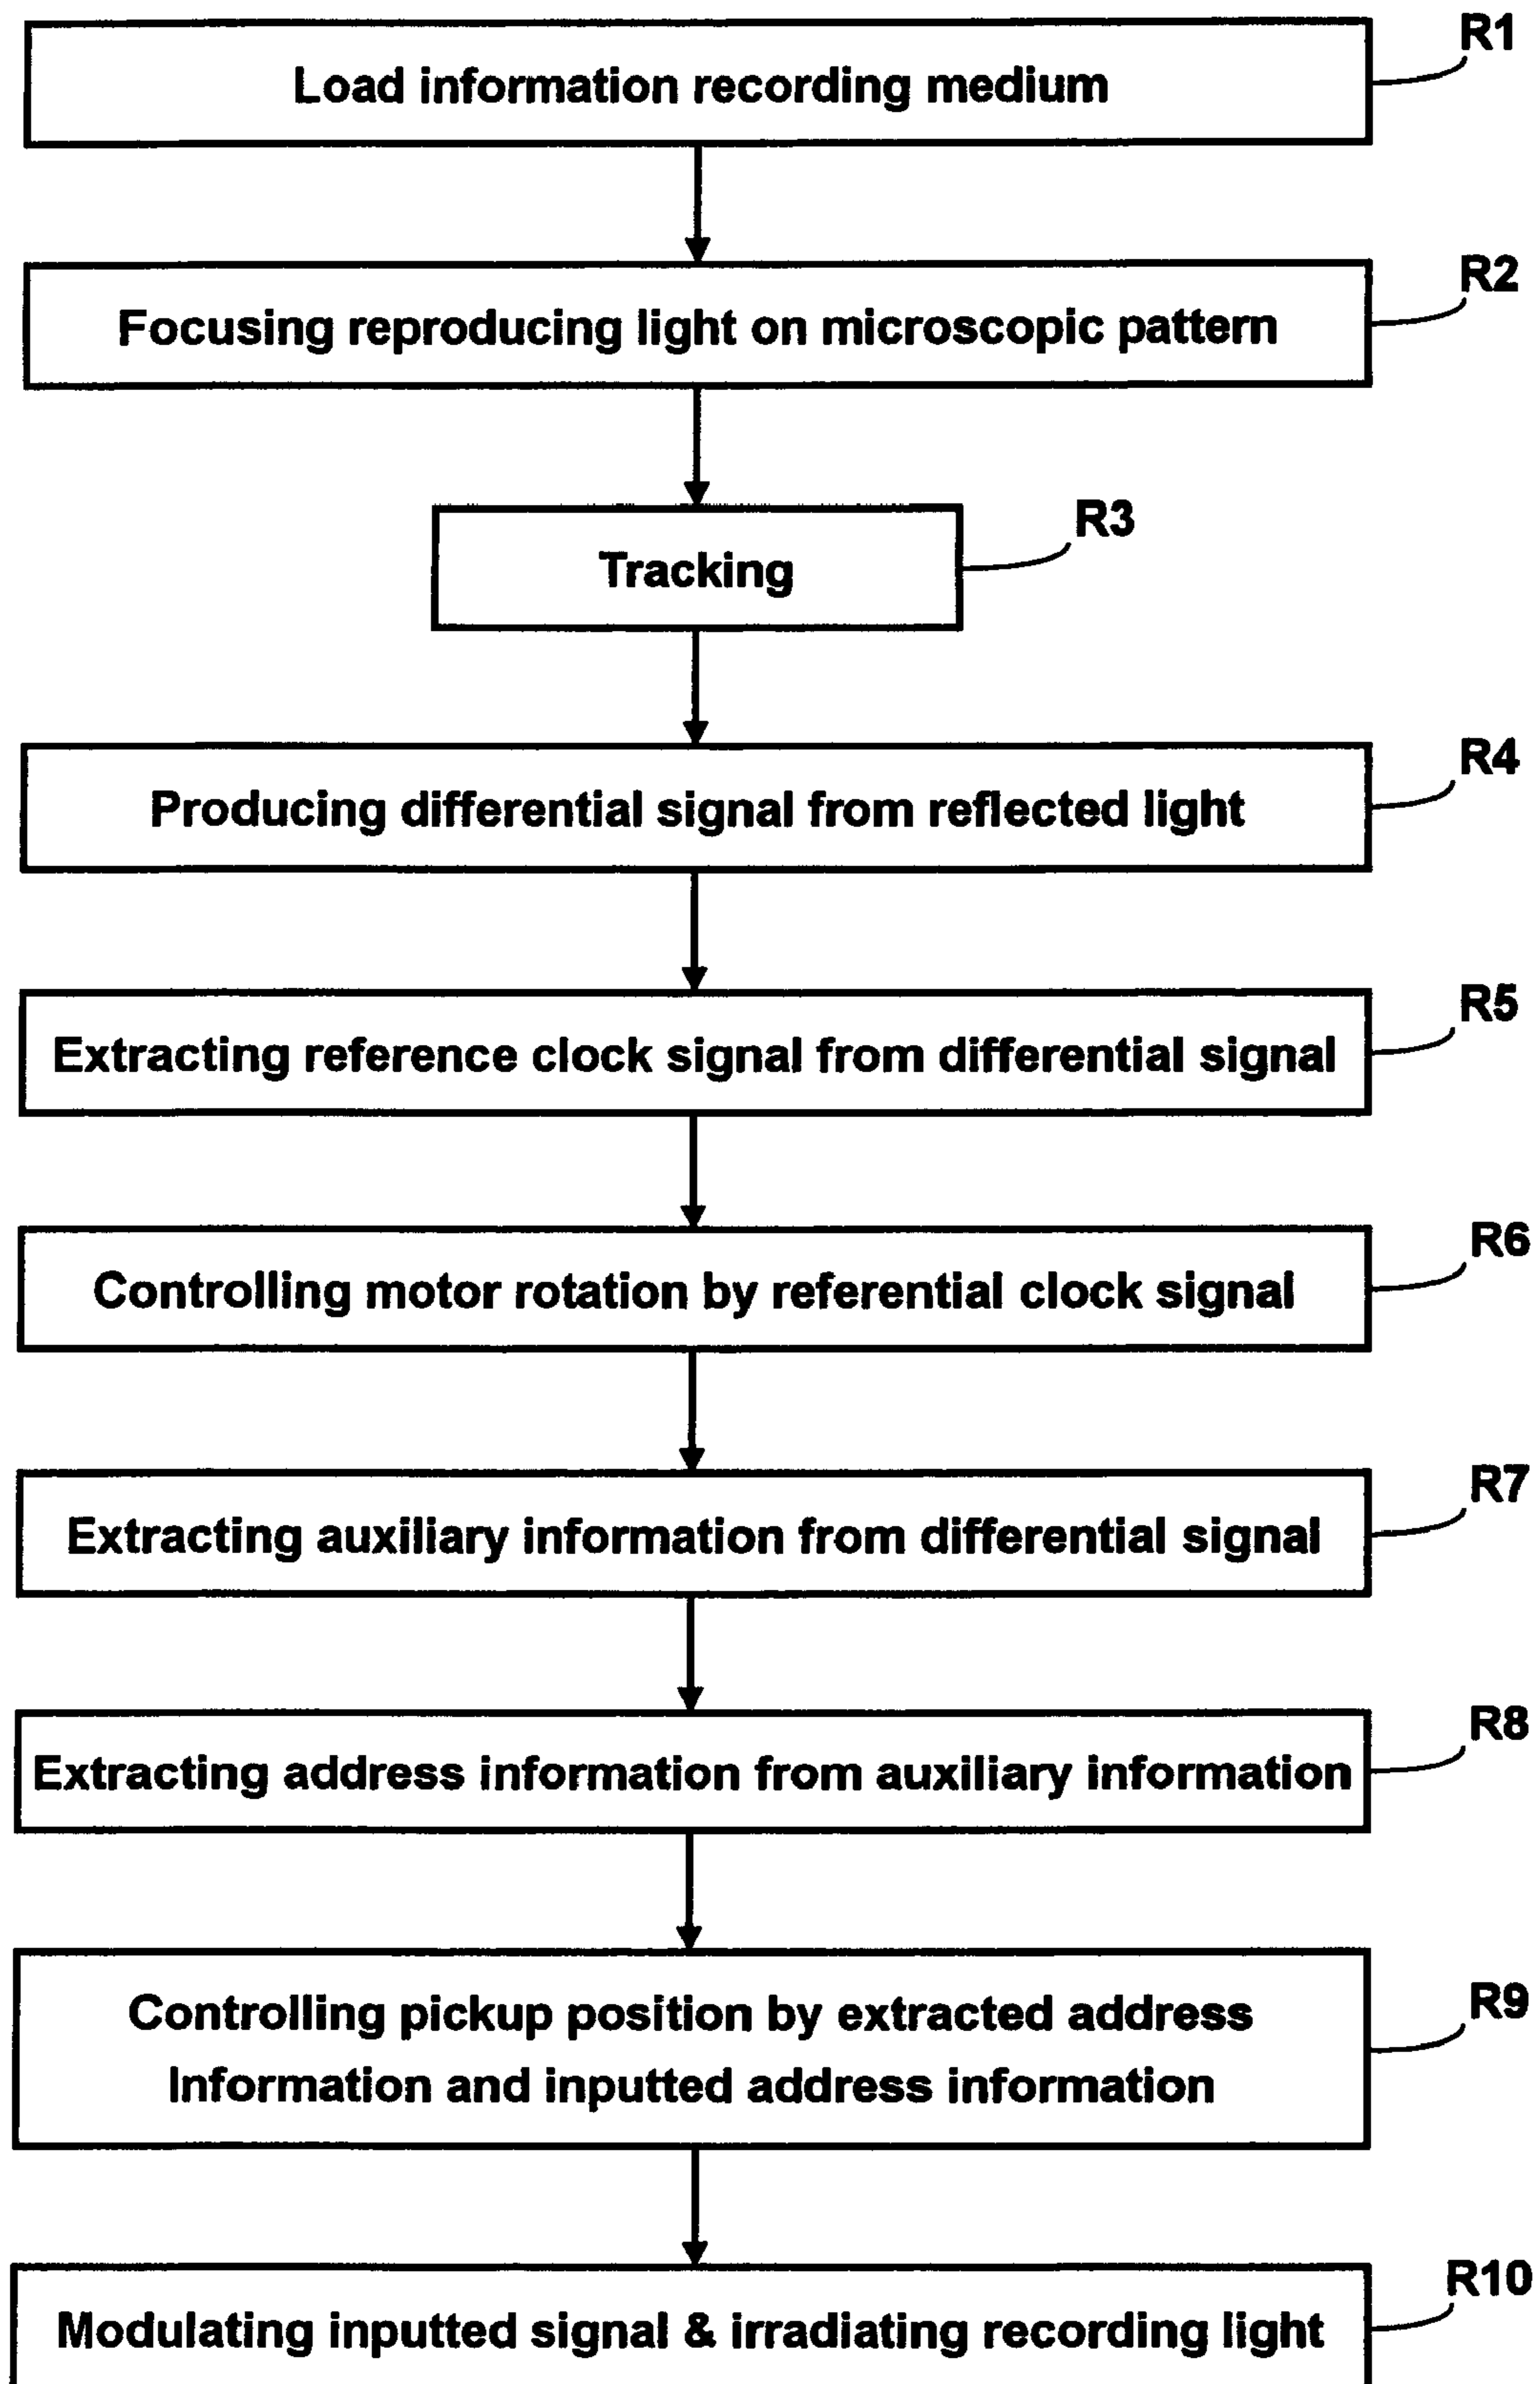 R1
Load information recording medium
R2
Focusing reproducing light on microscopic pattern
R3
Tracking
R4
Producing differential signal from reflected light
R5
Extracting reference clock signal from differential signal
R6
Controlling motor rotation by referential clock signal
R7
Extracting auxiliary information from differential signal
R8
Extracting address information from auxiliary information
R9
Controlling pickup position by extracted address
Information and inputted address information
R10
Modulating inputted signal & irradiating recording light